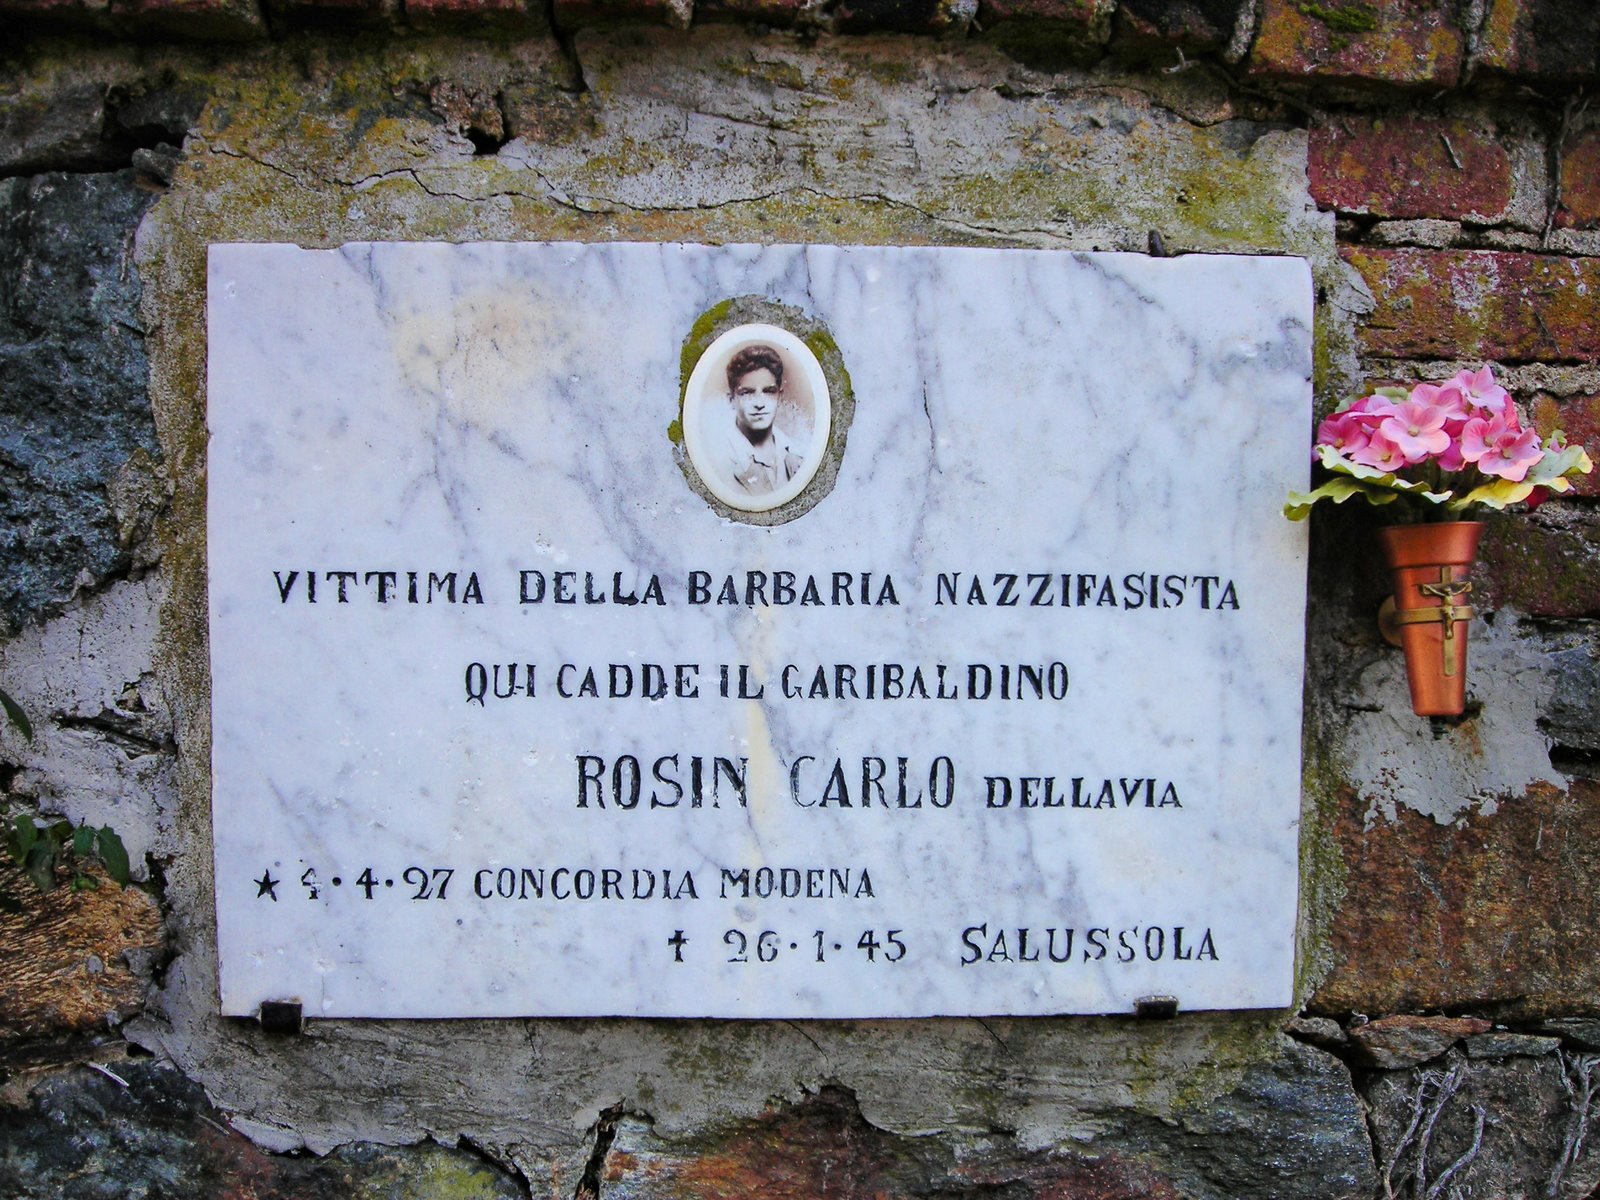 VITTIMA DELLA BARBARIA NAZZIFASISTA
QUI CADDE IL GARIBALDINO
ROSIN CARLO DELLAVIA
★ 4·4·27 CONCORDIA MODENA
✝ 26·1·45 SALUSSOLA